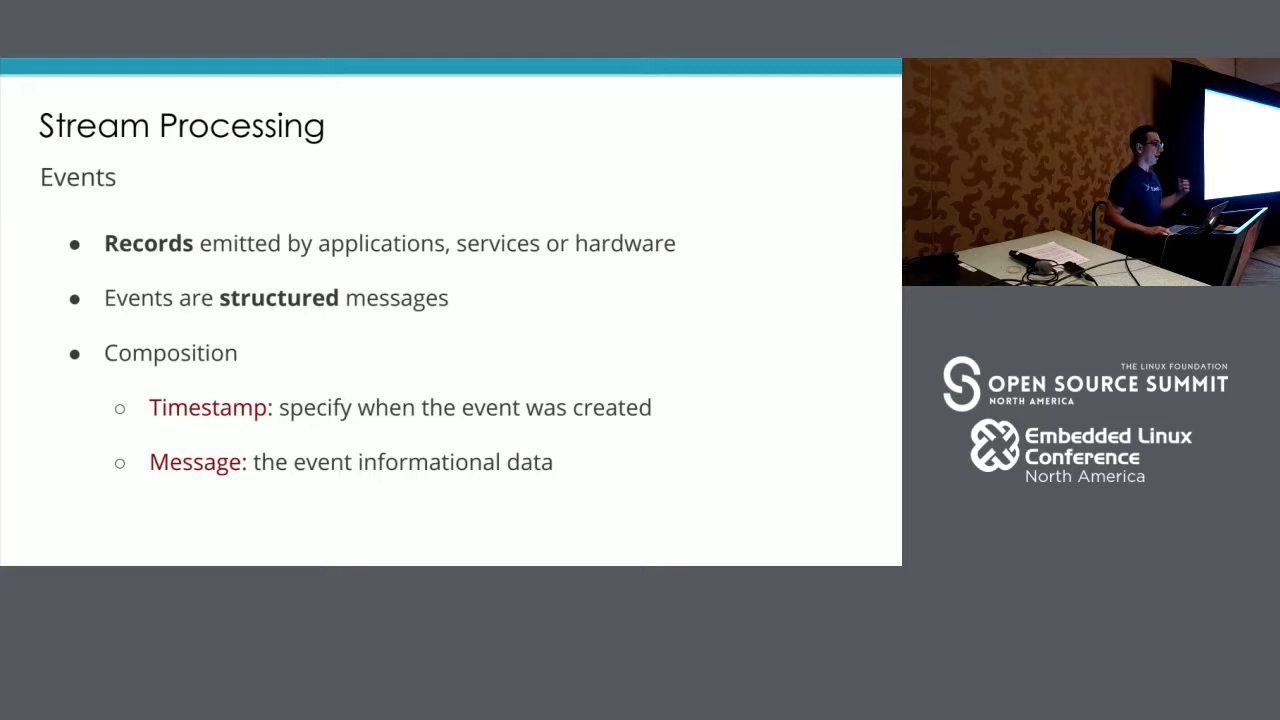 Stream Processing
Events
● Records emitted by applications, services or hardware
● Events are structured messages
● Composition
○ Timestamp: specify when the event was created
○ Message: the event informational data
THE LINUX FOUNDATION
OPEN SOURCE SUMMIT
NORTH AMERICA
Embedded Linux
Conference
North America